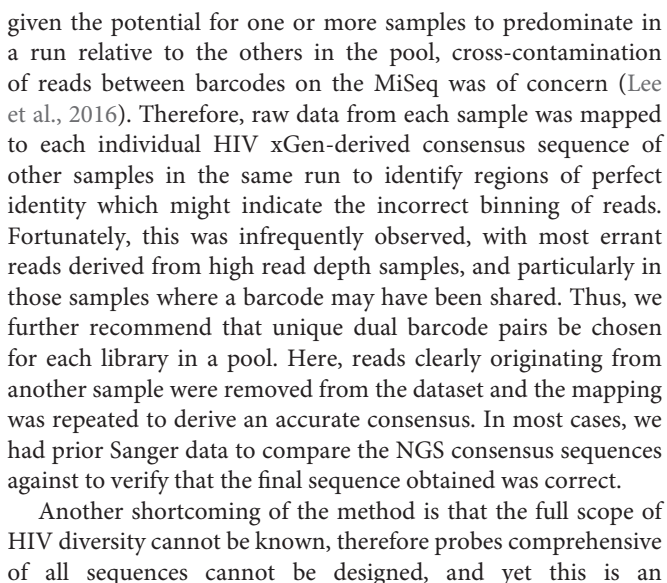 given the potential for one or more samples to predominate in
a run relative to the others in the pool, cross-contamination
of reads between barcodes on the MiSeq was of concern (Lee
et al., 2016). Therefore, raw data from each sample was mapped
to each individual HIV xGen-derived consensus sequence of
other samples in the same run to identify regions of perfect
identity which might indicate the incorrect binning of reads.
Fortunately, this was infrequently observed, with most errant
reads derived from high read depth samples, and particularly in
those samples where a barcode may have been shared. Thus, we
further recommend that unique dual barcode pairs be chosen
for each library in a pool. Here, reads clearly originating from
another sample were removed from the dataset and the mapping
was repeated to derive an accurate consensus. In most cases, we
had prior Sanger data to compare the NGS consensus sequences
against to verify that the final sequence obtained was correct.
Another shortcoming of the method is that the full scope of
HIV diversity cannot be known, therefore probes comprehensive
of all sequences cannot be designed, and yet this is an